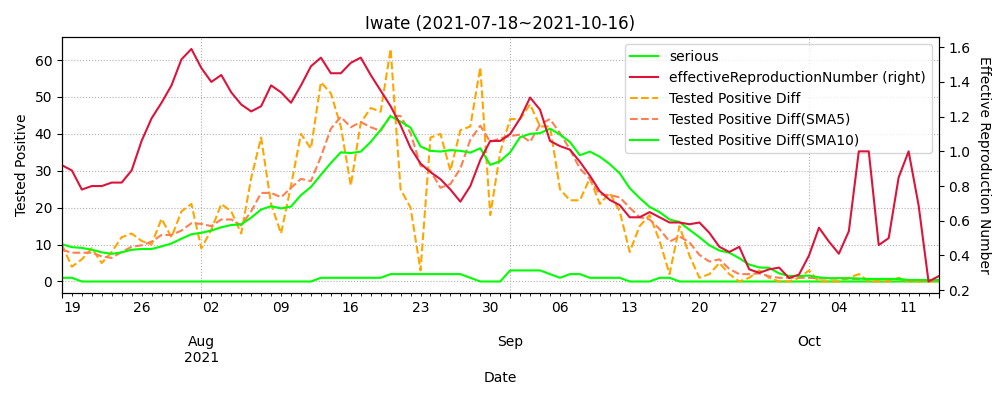 Iwate (2021-07-18~2021-10-16)
serious
effectiveReproductionNumber (right)
Tested Positive Diff
Tested Positive Diff(SMA5)
Tested Positive Diff(SMA10)
Tested Positive
60
50
40
30
20
10
0
1.6
1.4
1.2
1.0
0.8
0.6
0.4
0.2
Effective Reproduction Number
19 26 02 09 16 23 30 06 13 20 27 04 11
Aug Sep Oct
2021
Date